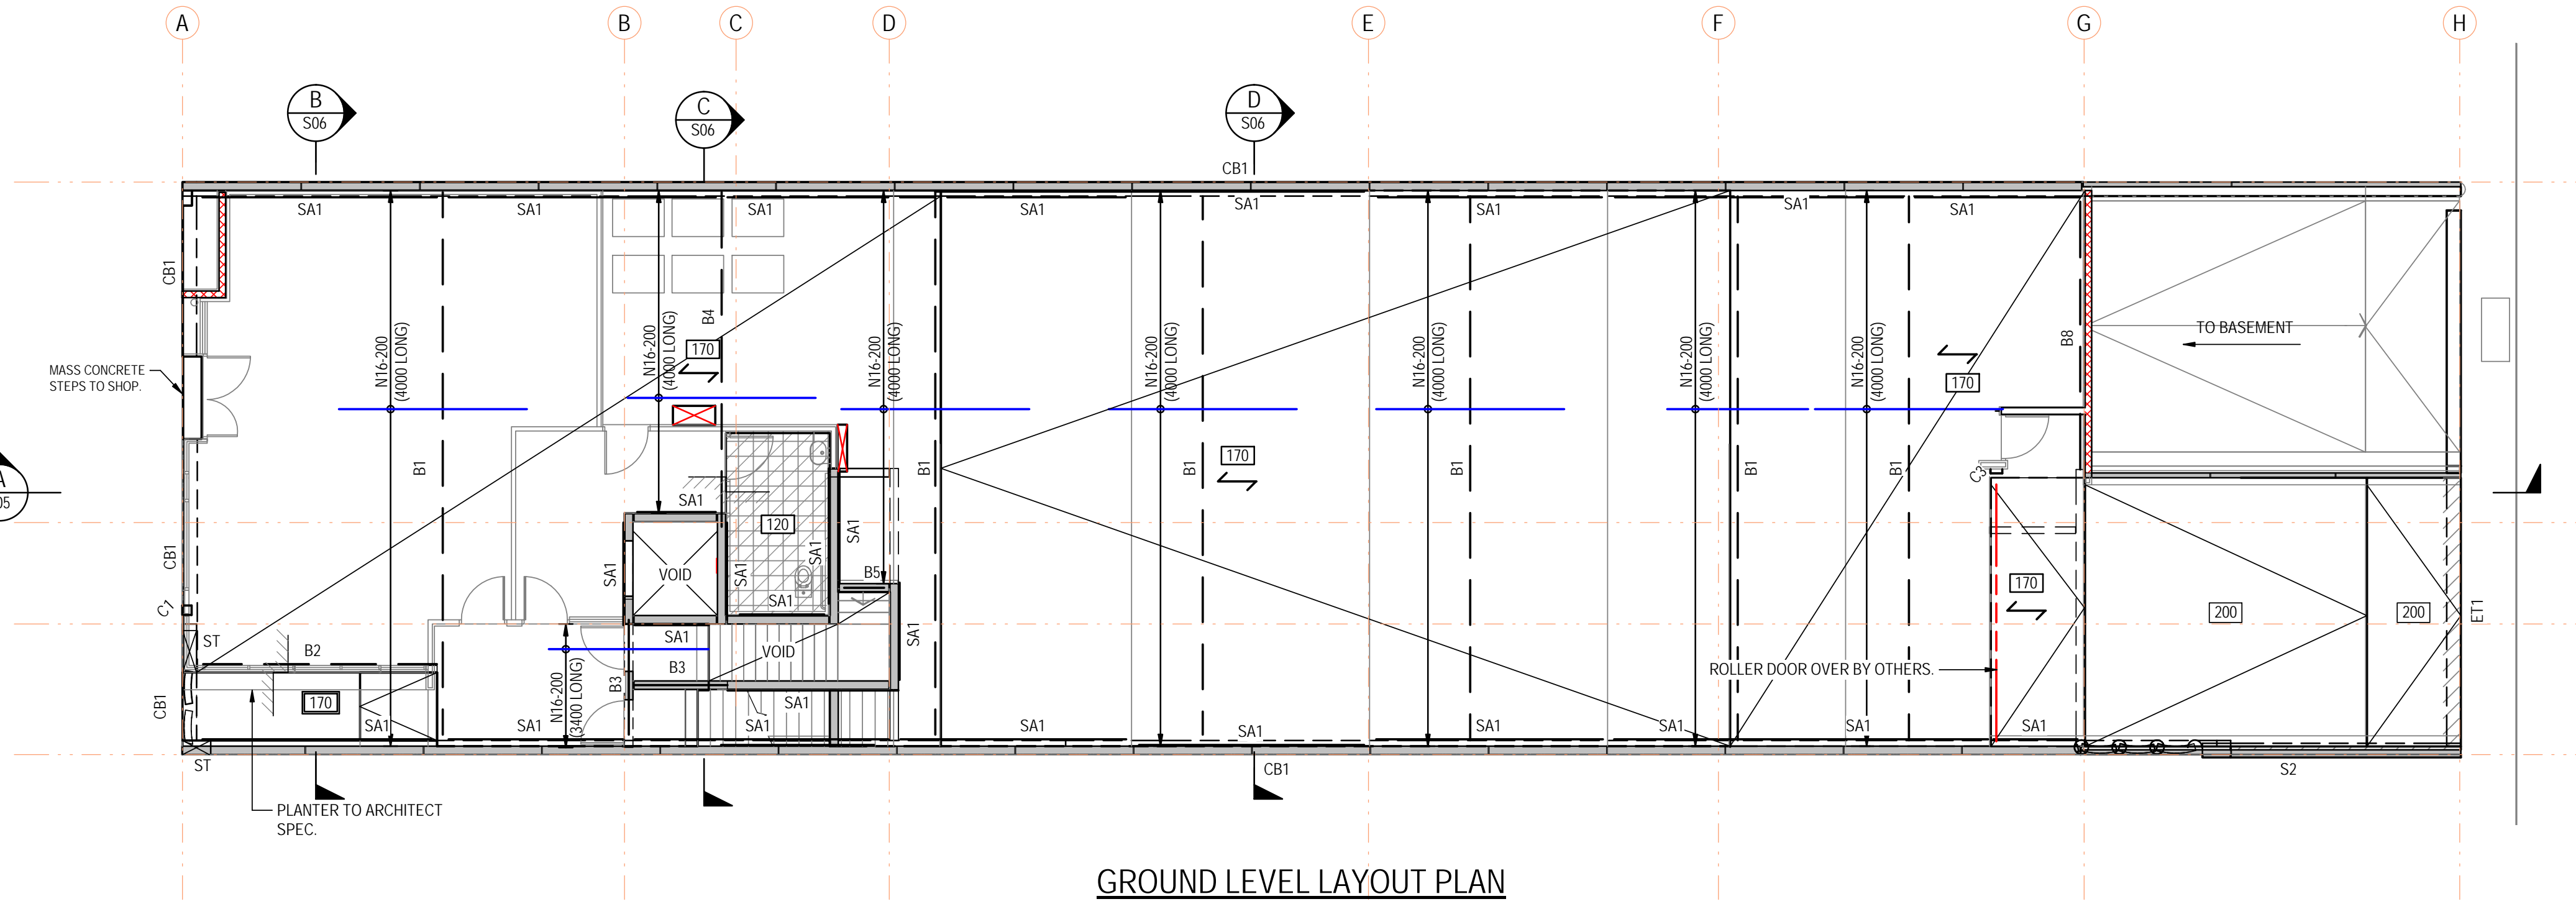 A
B
C
D
E
F
G
H
B
S06
C
S06
D
S06
CB1
SA1
SA1
SA1
SA1
SA1
SA1
SA1
SA1
CB1
MASS CONCRETE
STEPS TO SHOP.
N16-200
(4000 LONG)
N16-200
(4000 LONG)
B4
170
N16-200
(4000 LONG)
N16-200
(4000 LONG)
N16-200
(4000 LONG)
N16-200
(4000 LONG)
N16-200
(4000 LONG)
170
B8
TO BASEMENT
B1
B1
B1
170
B1
B1
B1
C3
SA1
120
SA1
SA1
CB1
SA1
VOID
SA1
B5
SA1
C1
ST
B2
SA1
VOID
SA1
B3
B3
N16-200
(3400 LONG)
170
200
200
ET1
ROLLER DOOR OVER BY OTHERS.
CB1
170
SA1
SA1
SA1
SA1
SA1
SA1
SA1
SA1
SA1
SA1
ST
CB1
S2
PLANTER TO ARCHITECT
SPEC.
GROUND LEVEL LAYOUT PLAN